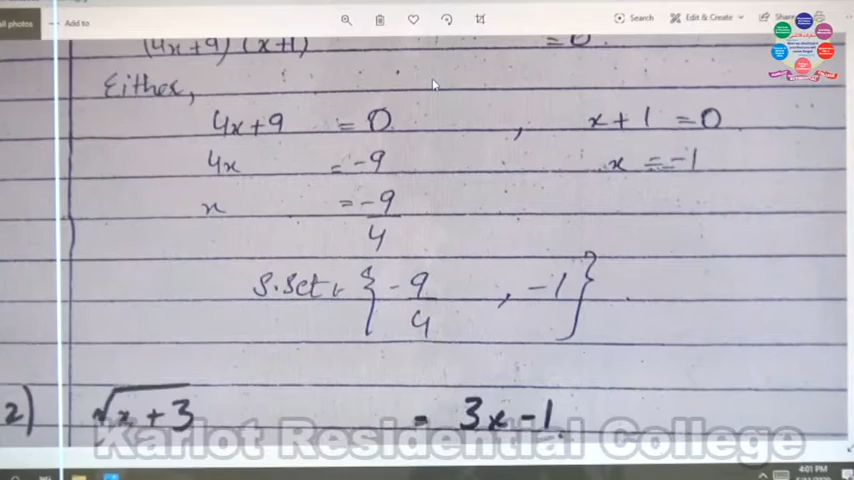 all photos
Add to
Search
Edit & Create
Share
(4x+9) (x+1) = 0
Either,
4x+9 = 0 , x+1 = 0
4x = -9 x = -1
x = -9/4
S.Set: { -9/4 , -1 }
2) √x+3 = 3x-1
Karlot Residential College
4:01 PM